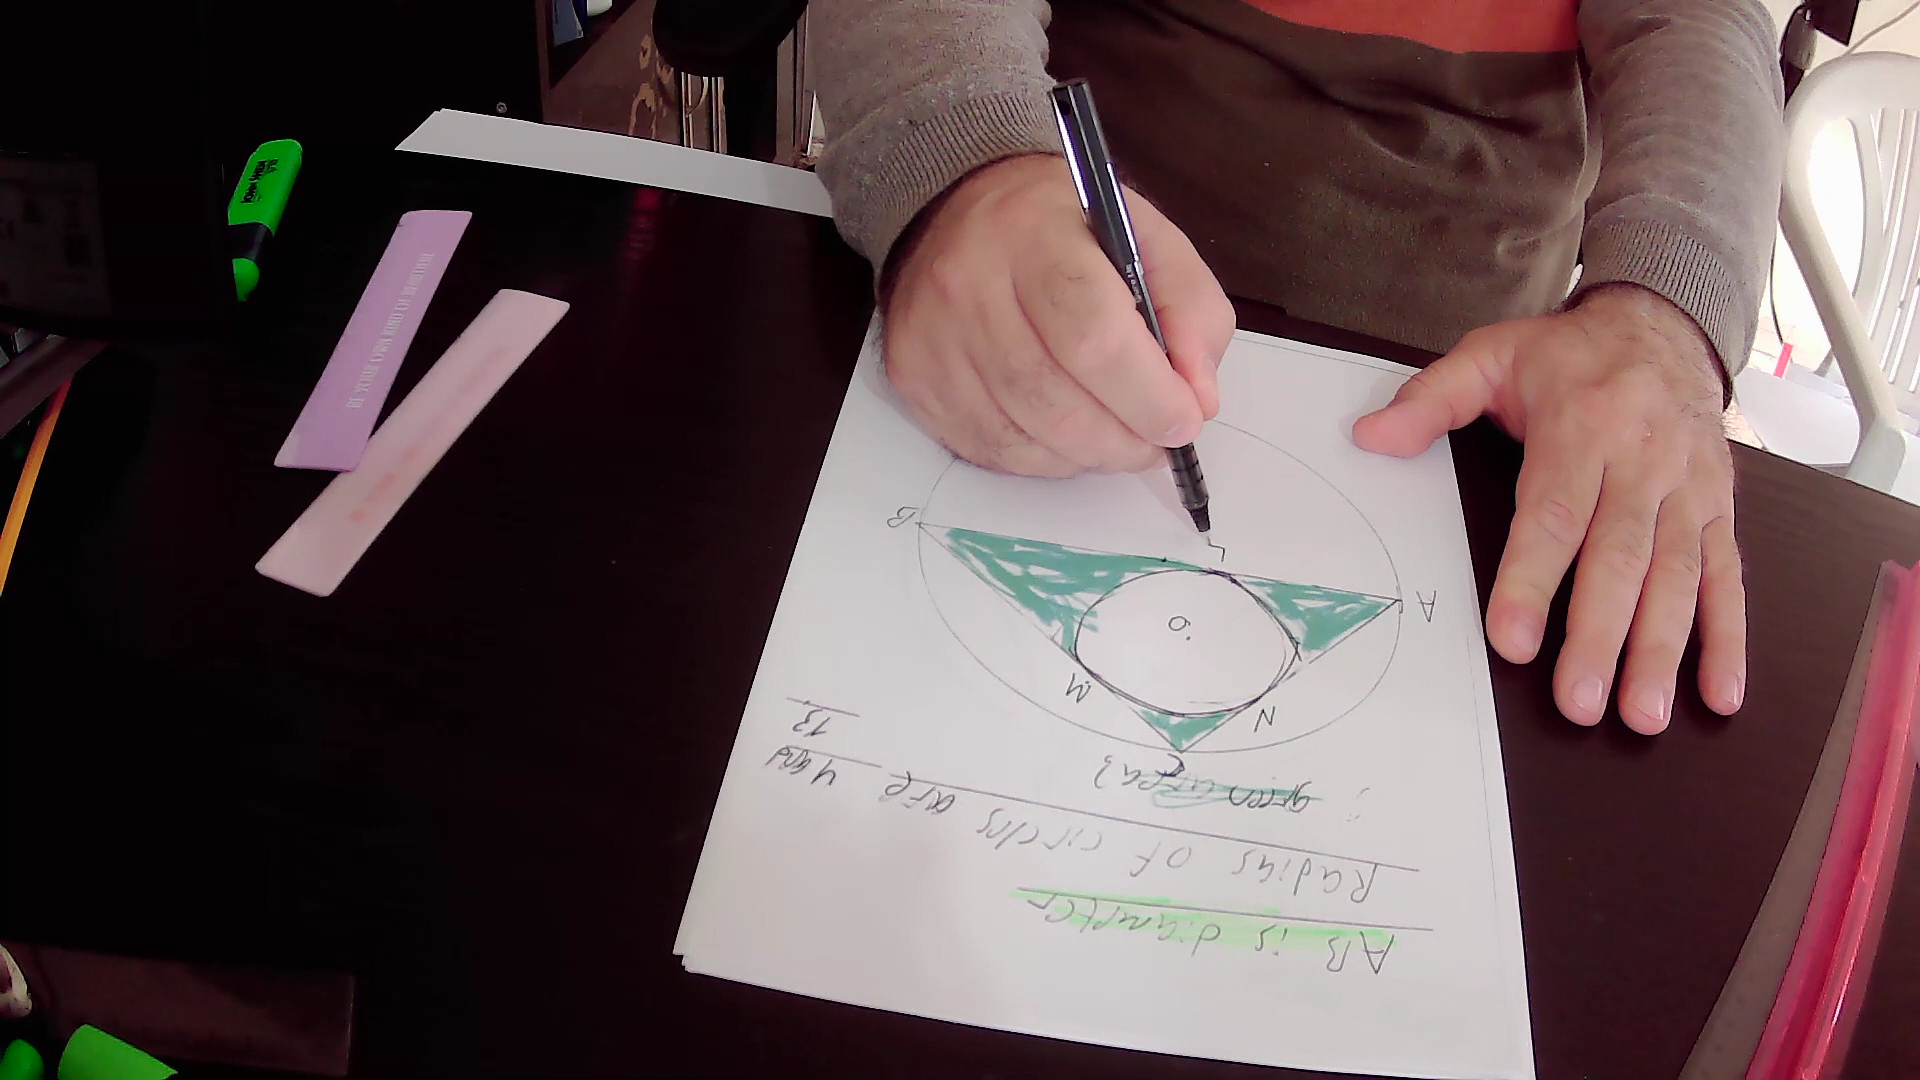 AB is diameter
Radius of circles are 4 and
13
green area?
C
N
M
O
A
L
B